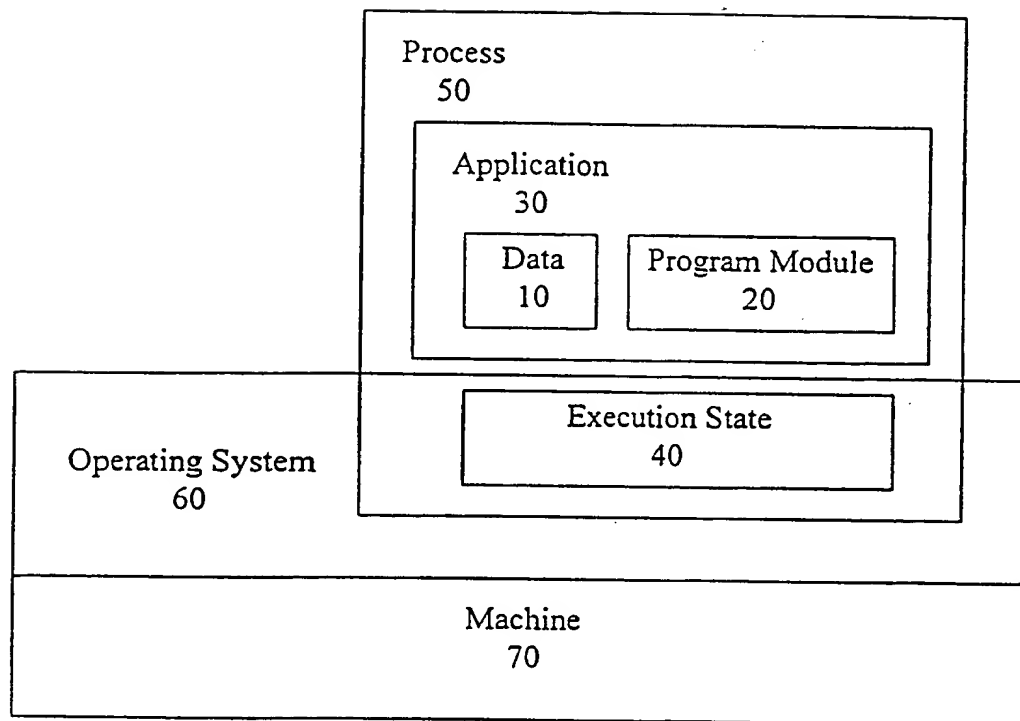 Process
50
Application
30
Data
10
Program Module
20
Execution State
40
Operating System
60
Machine
70